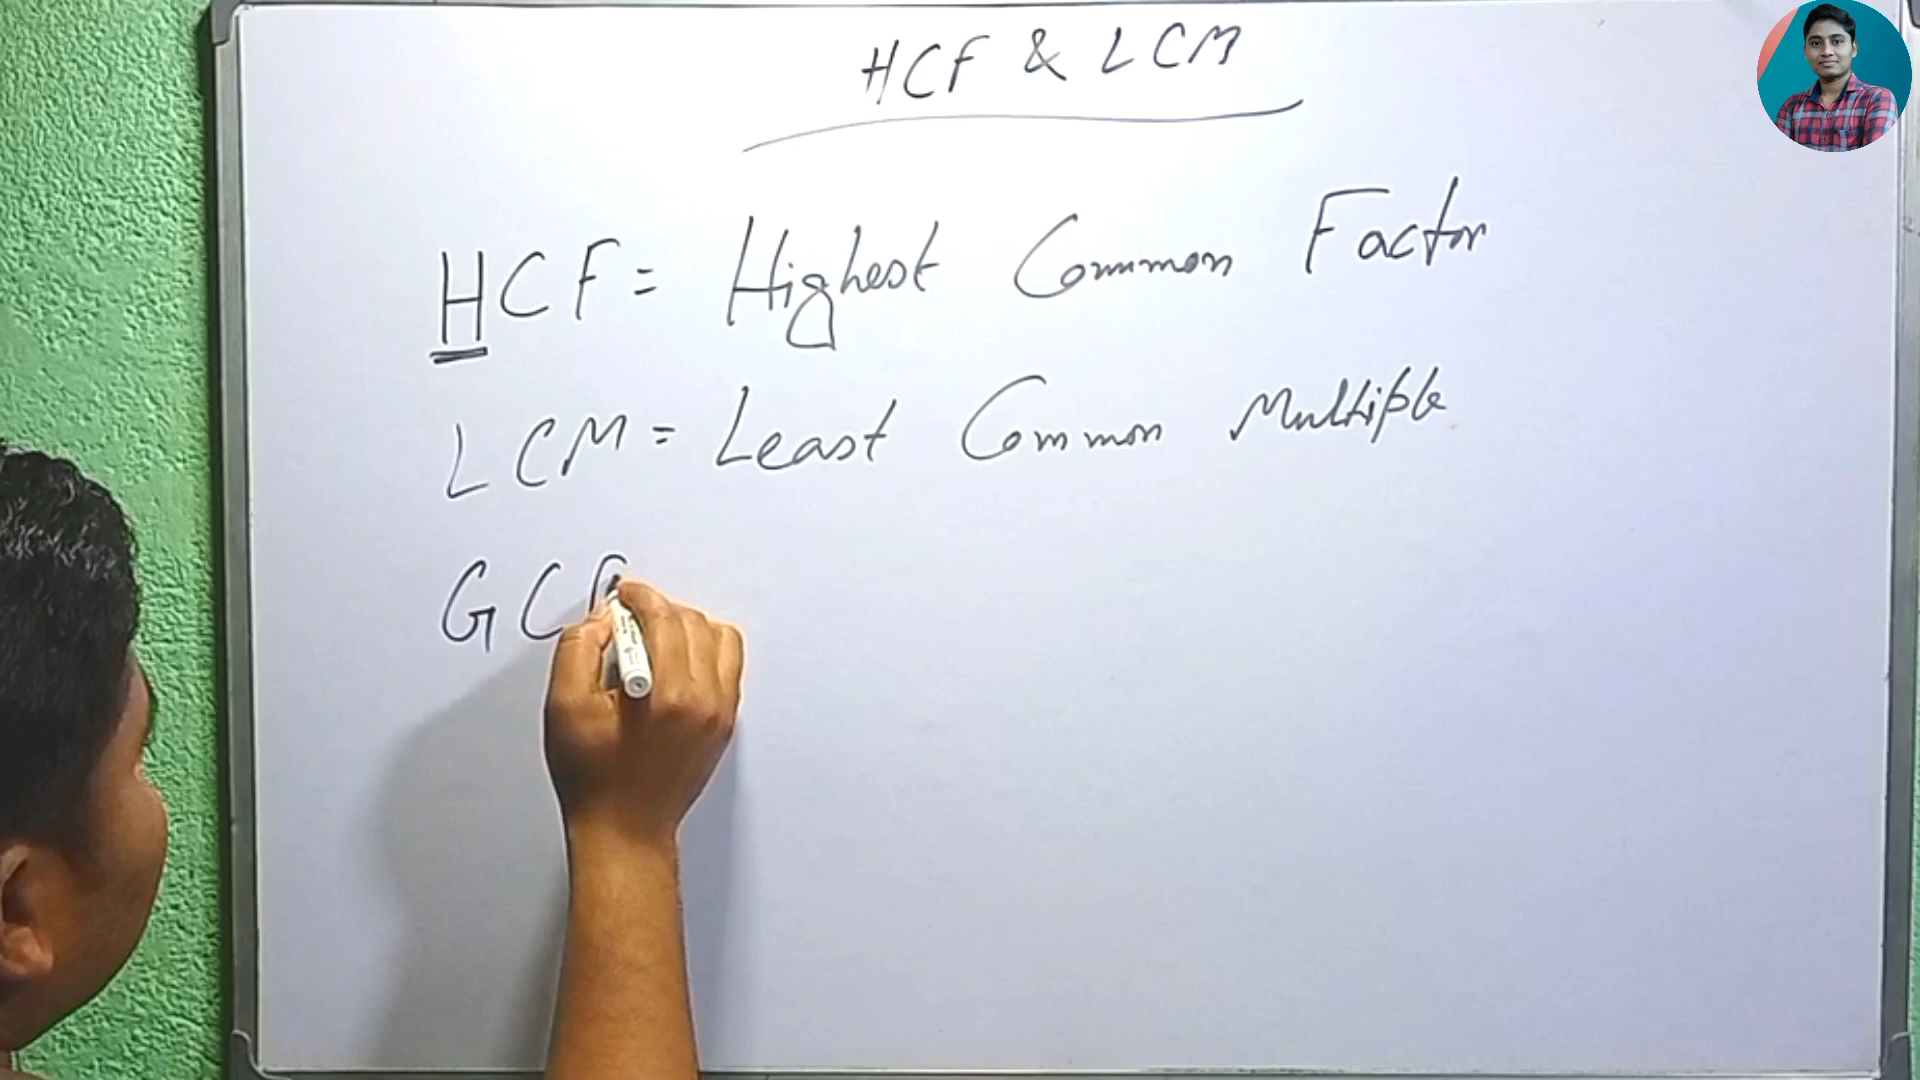 HCF & LCM
HCF = Highest Common Factor
LCM = Least Common Multiple
GC